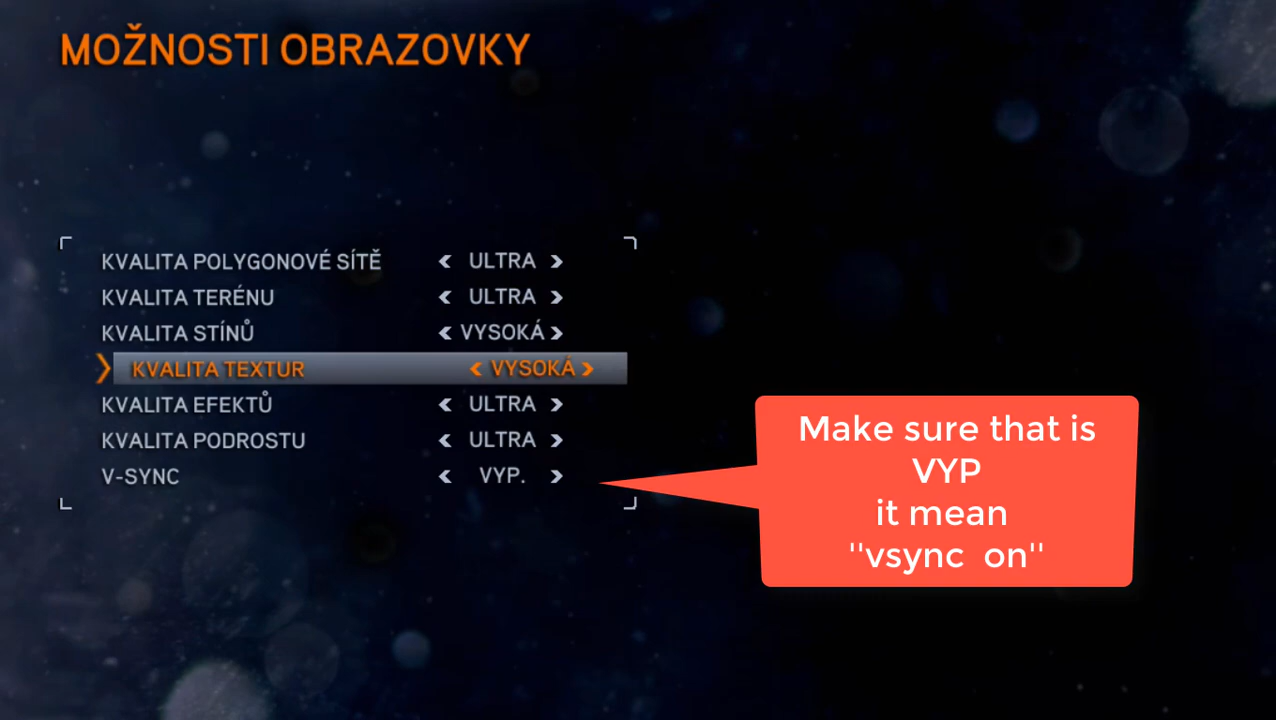 MOŽNOSTI OBRAZOVKY
KVALITA POLYGONOVÉ SÍTĚ ULTRA
KVALITA TERÉNU ULTRA
KVALITA STÍNŮ VYSOKÁ
KVALITA TEXTUR VYSOKÁ
KVALITA EFEKTŮ ULTRA
KVALITA PODROSTU ULTRA
V-SYNC VYP.
Make sure that is
VYP
it mean
"vsync on"